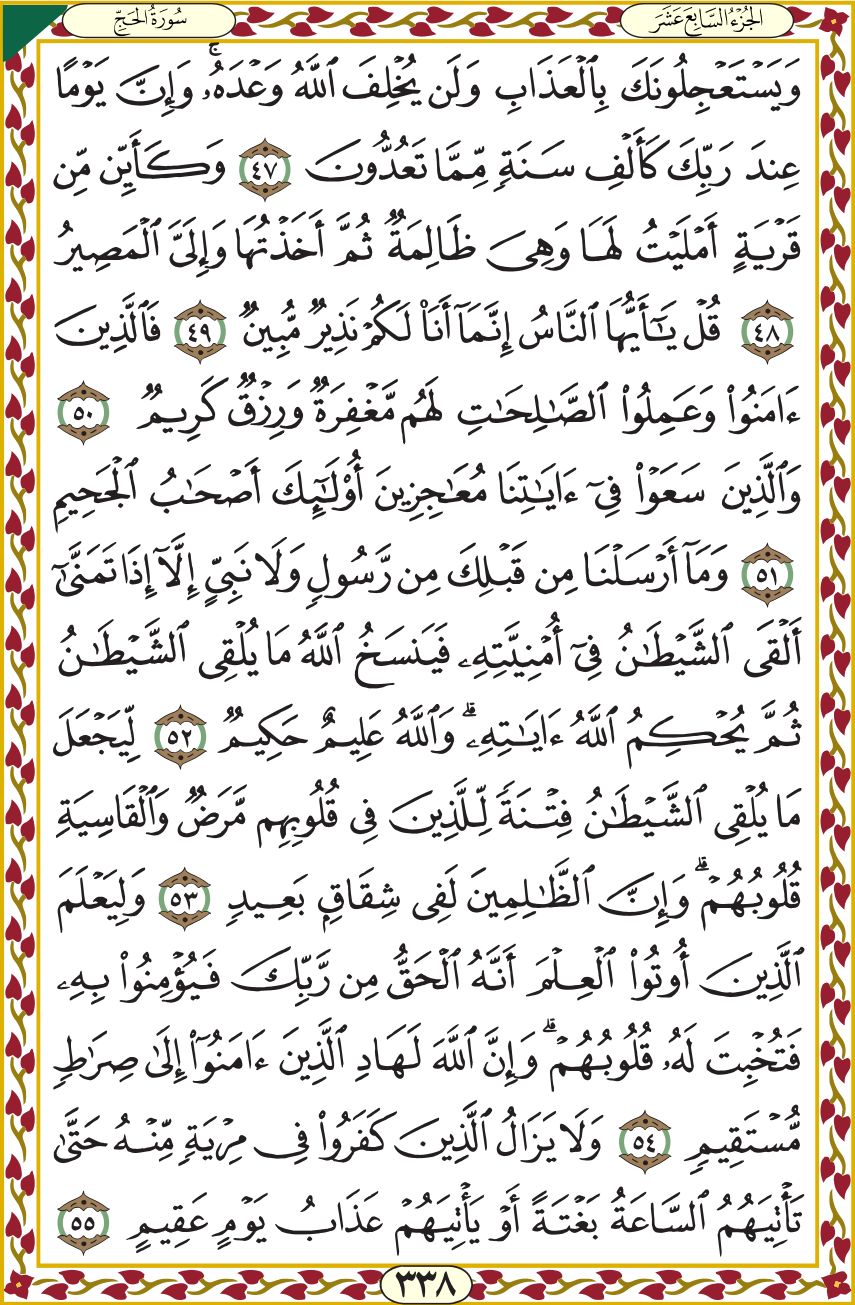 الجُزْءُ السَّابِعَ عَشَرَ
سُورَةُ الحَجِّ
وَيَسْتَعْجِلُونَكَ بِٱلْعَذَابِ وَلَن يُخْلِفَ ٱللَّهُ وَعْدَهُۥۚ وَإِنَّ يَوْمًا
عِندَ رَبِّكَ كَأَلْفِ سَنَةٍ مِّمَّا تَعُدُّونَ ٤٧ وَكَأَيِّن مِّن
قَرْيَةٍ أَمْلَيْتُ لَهَا وَهِىَ ظَالِمَةٌ ثُمَّ أَخَذْتُهَا وَإِلَىَّ ٱلْمَصِيرُ
٤٨ قُلْ يَٰٓأَيُّهَا ٱلنَّاسُ إِنَّمَآ أَنَا۠ لَكُمْ نَذِيرٌ مُّبِينٌ ٤٩ فَٱلَّذِينَ
ءَامَنُوا۟ وَعَمِلُوا۟ ٱلصَّٰلِحَٰتِ لَهُم مَّغْفِرَةٌ وَرِزْقٌ كَرِيمٌ ٥٠
وَٱلَّذِينَ سَعَوْا۟ فِىٓ ءَايَٰتِنَا مُعَٰجِزِينَ أُو۟لَٰٓئِكَ أَصْحَٰبُ ٱلْجَحِيمِ
٥١ وَمَآ أَرْسَلْنَا مِن قَبْلِكَ مِن رَّسُولٍ وَلَا نَبِىٍّ إِلَّآ إِذَا تَمَنَّىٰٓ
أَلْقَى ٱلشَّيْطَٰنُ فِىٓ أُمْنِيَّتِهِۦ فَيَنسَخُ ٱللَّهُ مَا يُلْقِى ٱلشَّيْطَٰنُ
ثُمَّ يُحْكِمُ ٱللَّهُ ءَايَٰتِهِۦۗ وَٱللَّهُ عَلِيمٌ حَكِيمٌ ٥٢ لِّيَجْعَلَ
مَا يُلْقِى ٱلشَّيْطَٰنُ فِتْنَةً لِّلَّذِينَ فِى قُلُوبِهِم مَّرَضٌ وَٱلْقَاسِيَةِ
قُلُوبُهُمْۗ وَإِنَّ ٱلظَّٰلِمِينَ لَفِى شِقَاقٍۭ بَعِيدٍ ٥٣ وَلِيَعْلَمَ
ٱلَّذِينَ أُوتُوا۟ ٱلْعِلْمَ أَنَّهُ ٱلْحَقُّ مِن رَّبِّكَ فَيُؤْمِنُوا۟ بِهِۦ
فَتُخْبِتَ لَهُۥ قُلُوبُهُمْۗ وَإِنَّ ٱللَّهَ لَهَادِ ٱلَّذِينَ ءَامَنُوٓا۟ إِلَىٰ صِرَٰطٍ
مُّسْتَقِيمٍ ٥٤ وَلَا يَزَالُ ٱلَّذِينَ كَفَرُوا۟ فِى مِرْيَةٍ مِّنْهُ حَتَّىٰ
تَأْتِيَهُمُ ٱلسَّاعَةُ بَغْتَةً أَوْ يَأْتِيَهُمْ عَذَابُ يَوْمٍ عَقِيمٍ ٥٥
٣٣٨